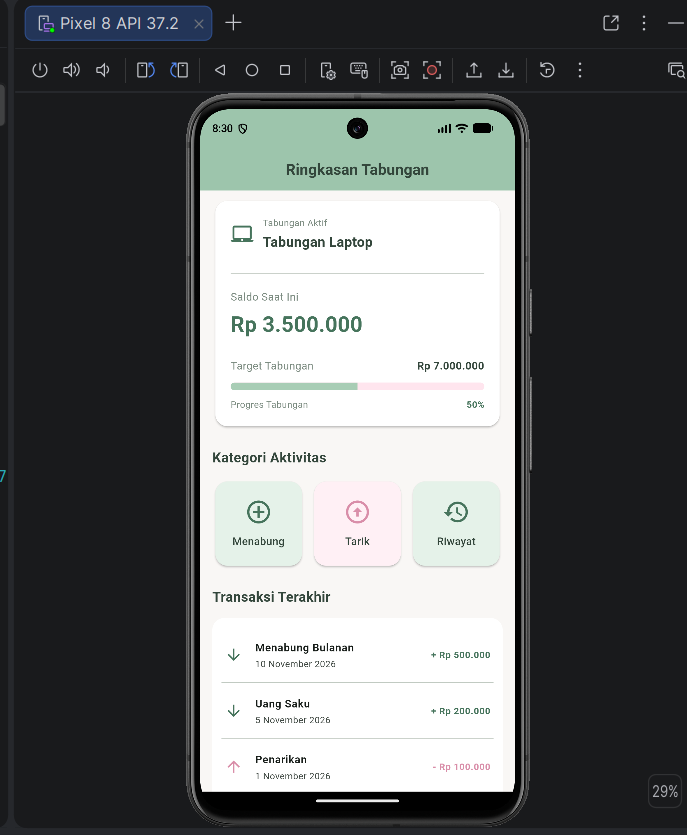 Pixel 8 API 37.2
8:30
Ringkasan Tabungan
Tabungan Aktif
Tabungan Laptop
Saldo Saat Ini
Rp 3.500.000
Target Tabungan Rp 7.000.000
Progres Tabungan 50%
Kategori Aktivitas
Menabung Tarik Riwayat
Transaksi Terakhir
Menabung Bulanan
10 November 2026
+ Rp 500.000
Uang Saku
5 November 2026
+ Rp 200.000
Penarikan
1 November 2026
- Rp 100.000
7
29%